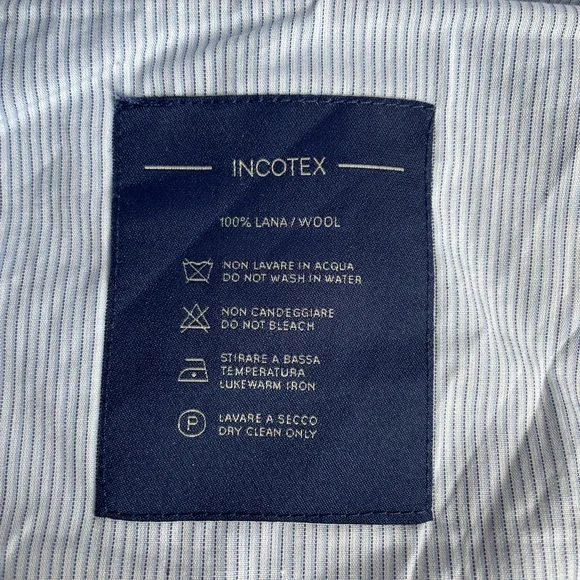 INCOTEX
100% LANA / WOOL
NON LAVARE IN ACQUA
DO NOT WASH IN WATER
NON CANDEGGIARE
DO NOT BLEACH
STIRARE A BASSA
TEMPERATURA
LUKEWARM IRON
P
LAVARE A SECCO
DRY CLEAN ONLY